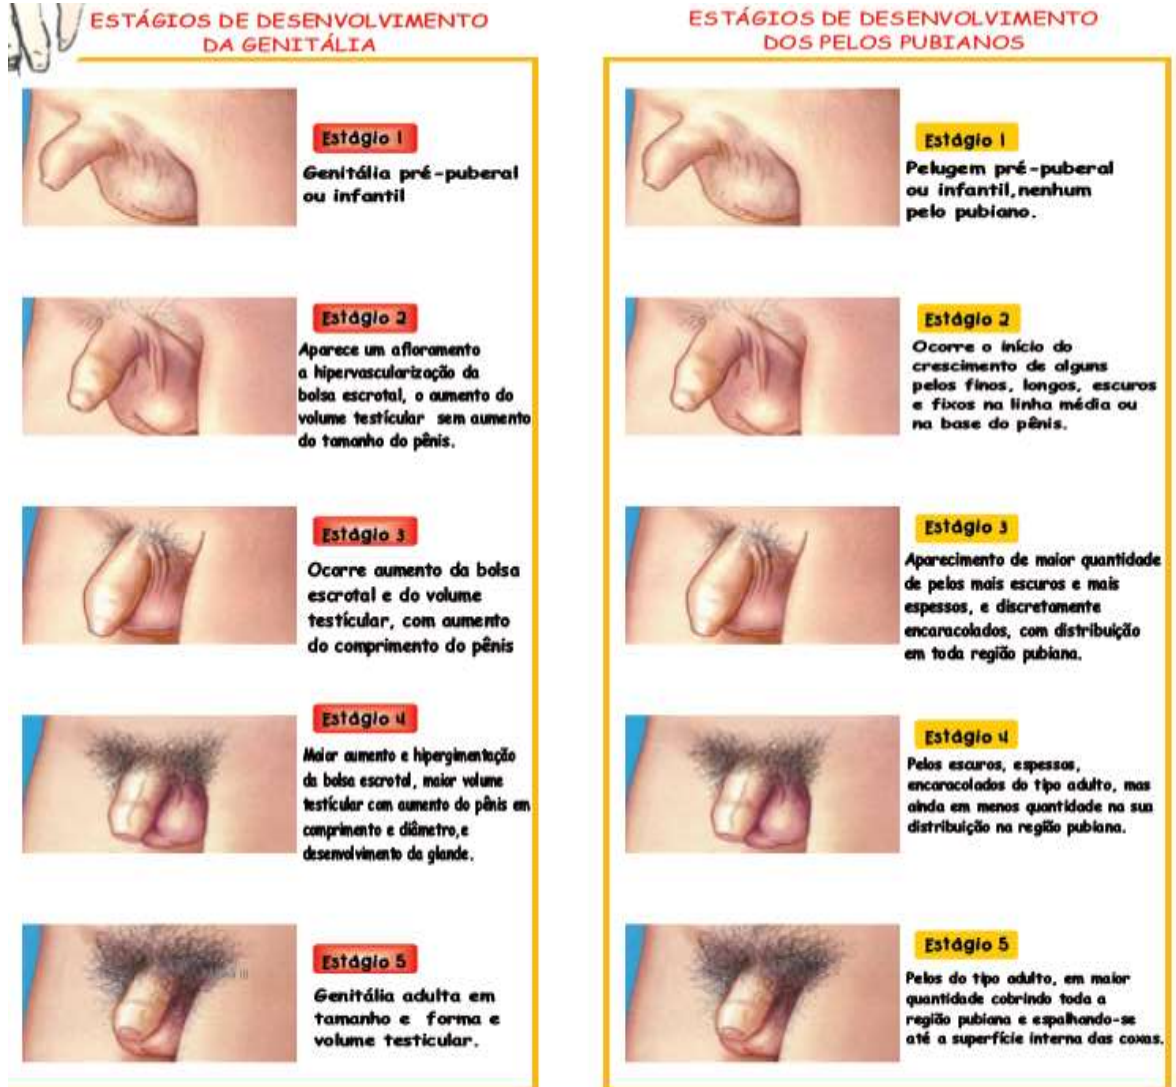 ESTÁGIOS DE DESENVOLVIMENTO
DA GENITÁLIA
Estágio 1
Genitália pré-puberal
ou infantil
Estágio 2
Aparece um afloramento
a hipervascularização da
bolsa escrotal, o aumento do
volume testícular sem aumento
do tamanho do pênis.
Estágio 3
Ocorre aumento da bolsa
escrotal e do volume
testícular, com aumento
do comprimento do pênis
Estágio 4
Maior aumento e hipergimentação
da bolsa escrotal, maior volume
testícular com aumento do pênis em
comprimento e diâmetro,e
desenvolvimento da glande.
Estágio 5
Genitália adulta em
tamanho e forma e
volume testicular.
ESTÁGIOS DE DESENVOLVIMENTO
DOS PELOS PUBIANOS
Estágio 1
Pelugem pré-puberal
ou infantil,nenhum
pelo pubiano.
Estágio 2
Ocorre o início do
crescimento de alguns
pelos finos, longos, escuros
e fixos na linha média ou
na base do pênis.
Estágio 3
Aparecimento de maior quantidade
de pelos mais escuros e mais
espessos, e discretamente
encaracolados, com distribuição
em toda região pubiana.
Estágio 4
Pelos escuros, espessos,
encaracolados do tipo adulto, mas
ainda em menos quantidade na sua
distribuição na região pubiana.
Estágio 5
Pelos do tipo adulto, em maior
quantidade cobrindo toda a
região pubiana e espalhando-se
até a superfície interna das coxas.